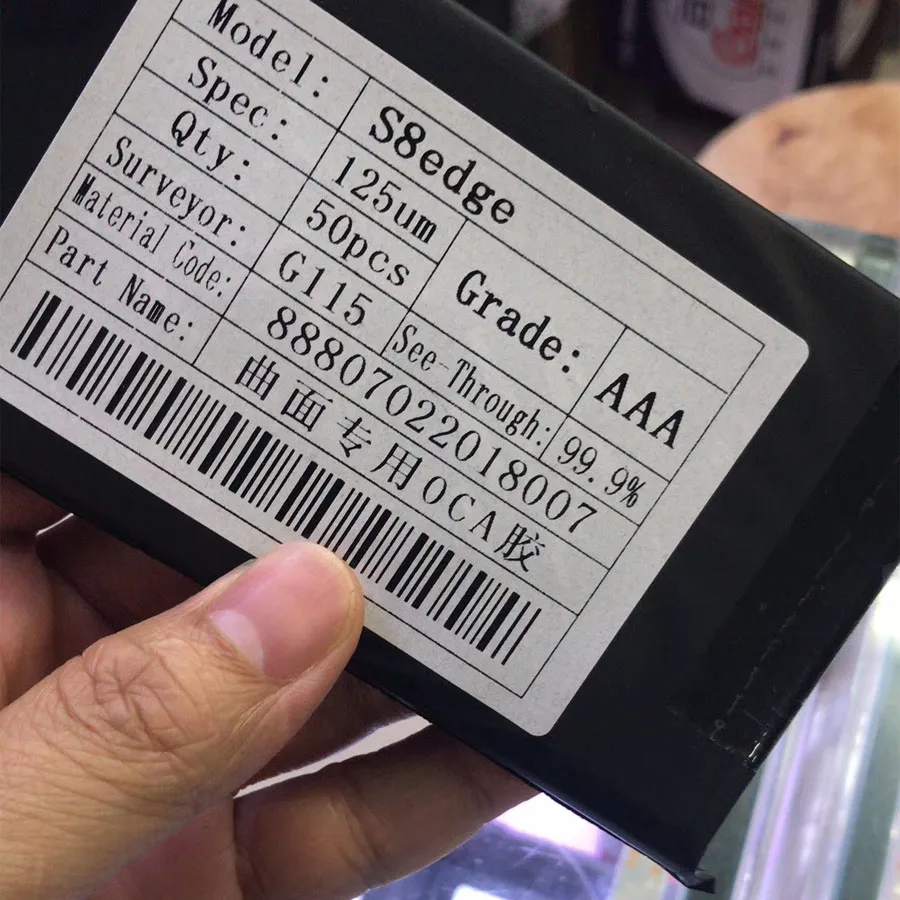 Model: S8edge
Spec: 125um Grade: AAA
Qty: 50pcs
Surveyor: G115 See-Through: 99.9%
Material Code: 88807022018007
Part Name: 曲面专用OCA胶